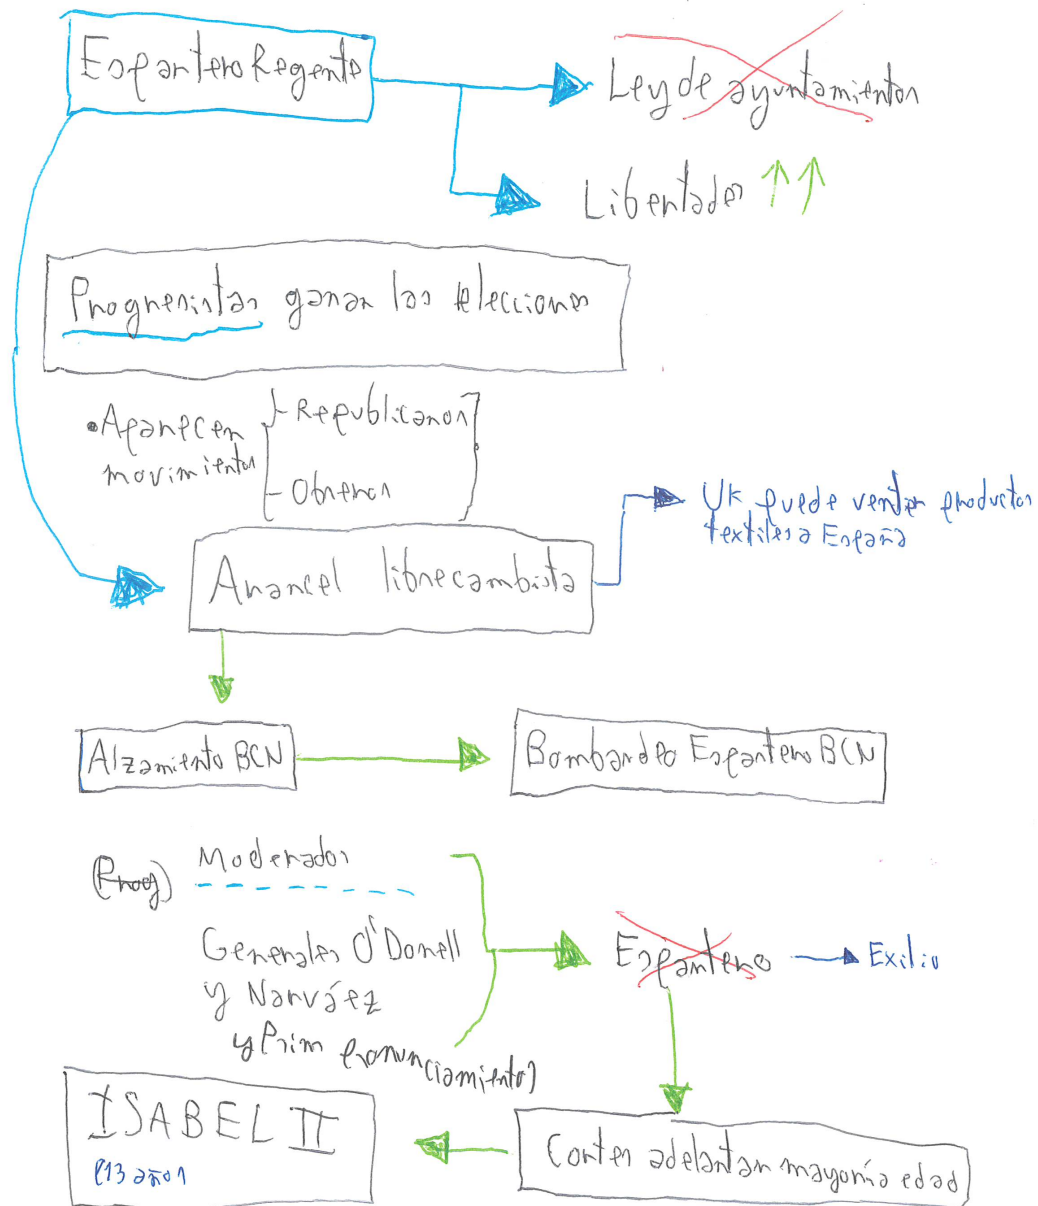 Espartero Regente
Ley de ayuntamientos
Libertades ↑↑
Progresistas ganan las elecciones
• Aparecen
movimientos
- Republicanos
- Obreros
UK puede vender productos
textiles a España
Arancel librecambista
Alzamiento BCN
Bombardeo Espartero BCN
(Prog)
Moderados
Generales O'Donell
y Narváez
y Prim pronunciamientos)
Espartero
Exilio
ISABEL II
(13 años
Cortes adelantan mayoría edad